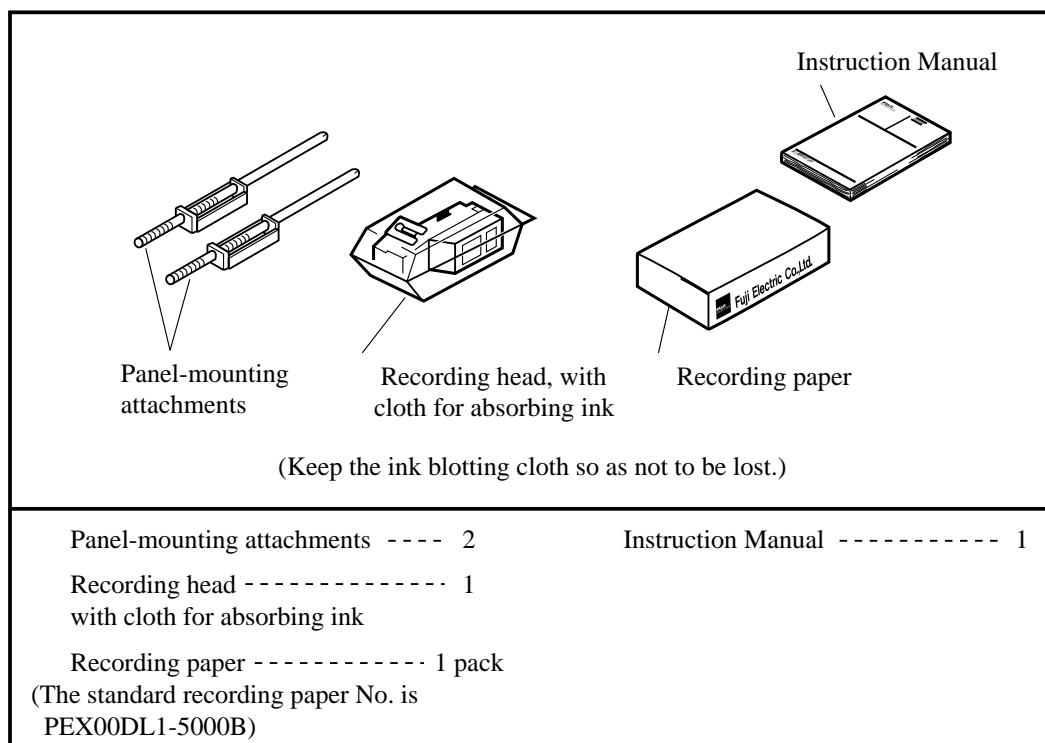 Instruction Manual
Fuji Electric Co.,Ltd.
Panel-mounting
attachments
Recording head, with
cloth for absorbing ink
Recording paper
(Keep the ink blotting cloth so as not to be lost.)
Panel-mounting attachments ---- 2
Recording head -------------- 1
with cloth for absorbing ink
Recording paper ------------ 1 pack
(The standard recording paper No. is
PEX00DL1-5000B)
Instruction Manual ----------- 1